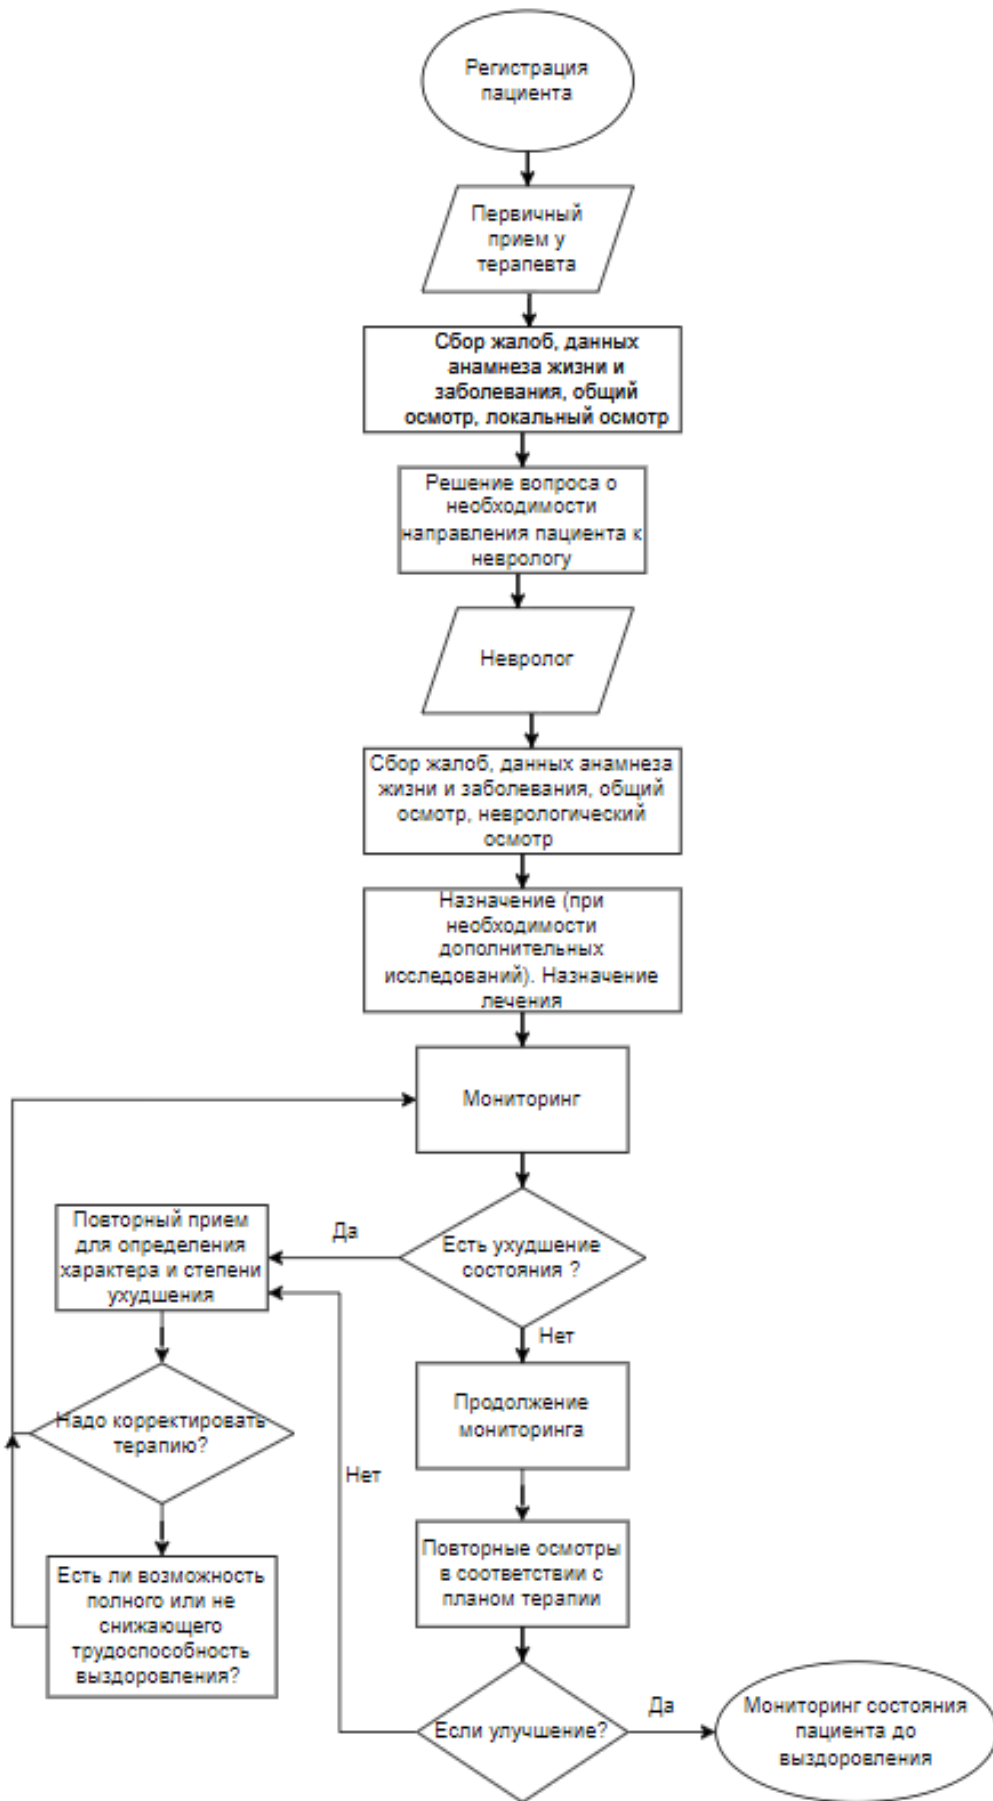 Регистрация
пациента
Первичный
прием у
терапевта
Сбор жалоб, данных
анамнеза жизни и
заболевания, общий
осмотр, локальный осмотр
Решение вопроса о
необходимости
направления пациента к
неврологу
Невролог
Сбор жалоб, данных анамнеза
жизни и заболевания, общий
осмотр, неврологический
осмотр
Назначение (при
необходимости
дополнительных
исследований). Назначение
лечения
Мониторинг
Есть ухудшение
состояния ?
Да
Повторный прием
для определения
характера и степени
ухудшения
Нет
Надо корректировать
терапию?
Продолжение
мониторинга
Нет
Есть ли возможность
полного или не
снижающего
трудоспособность
выздоровления?
Повторные осмотры
в соответствии с
планом терапии
Если улучшение?
Да
Мониторинг состояния
пациента до
выздоровления